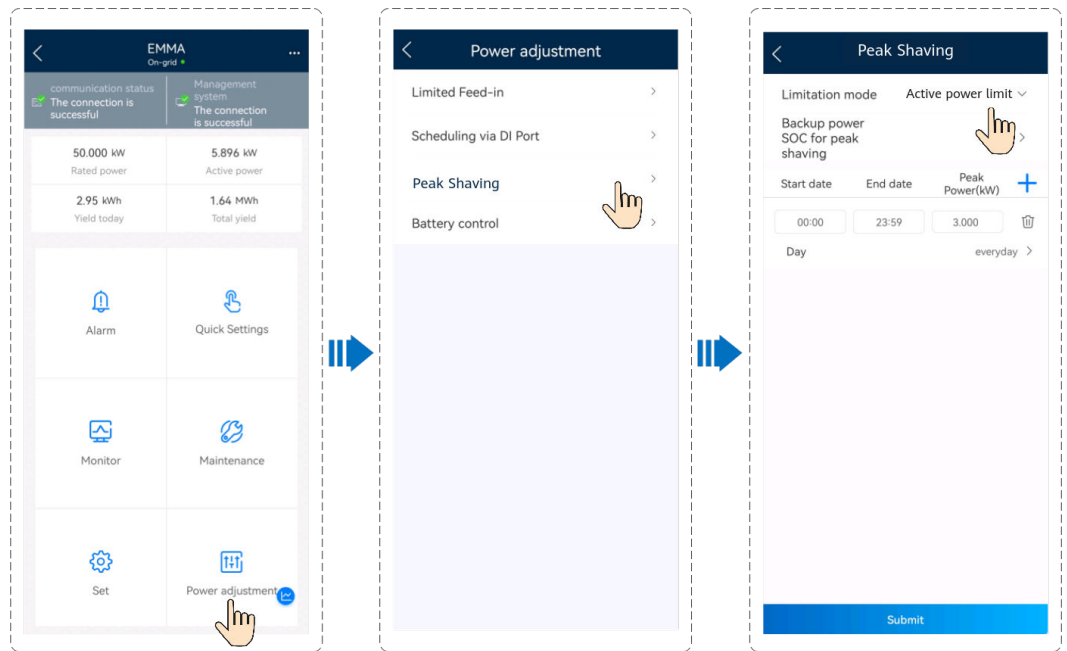 EMMA
On-grid
...
communication status
The connection is
successful
Management
system
The connection
is successful
50.000 kW
Rated power
5.896 kW
Active power
2.95 kWh
Yield today
1.64 MWh
Total yield
Alarm
Quick Settings
Monitor
Maintenance
Set
Power adjustment
Power adjustment
Limited Feed-in
Scheduling via DI Port
Peak Shaving
Battery control
Peak Shaving
Limitation mode Active power limit
Backup power
SOC for peak
shaving
Start date End date Peak
Power(kW)
00:00 23:59 3.000
Day everyday
Submit